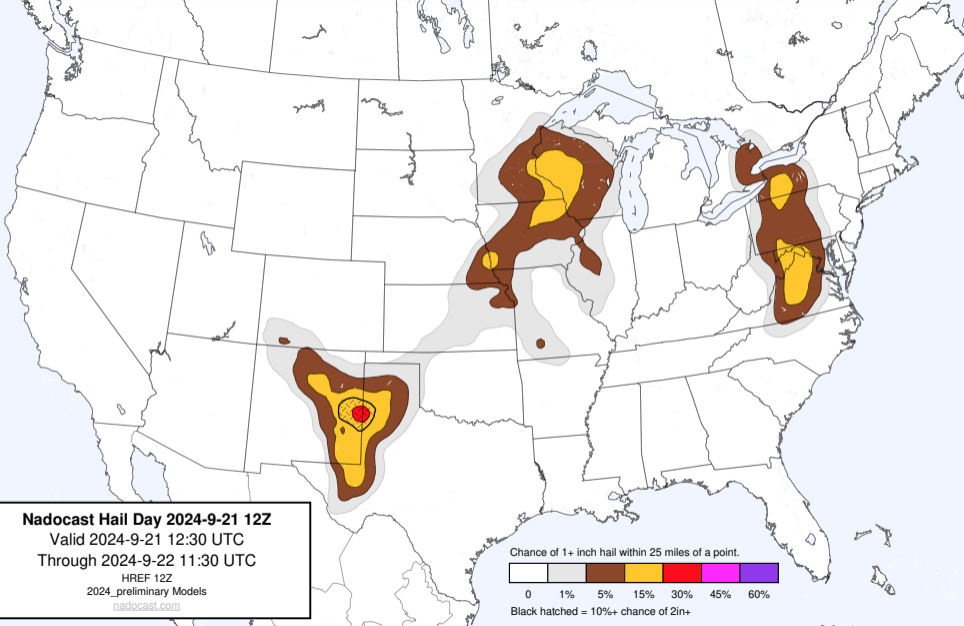 Nadocast Hail Day 2024-9-21 12Z
Valid 2024-9-21 12:30 UTC
Through 2024-9-22 11:30 UTC
HREF 12Z
2024_preliminary Models
nadocast.com
Chance of 1+ inch hail within 25 miles of a point.
0 1% 5% 15% 30% 45% 60%
Black hatched = 10%+ chance of 2in+